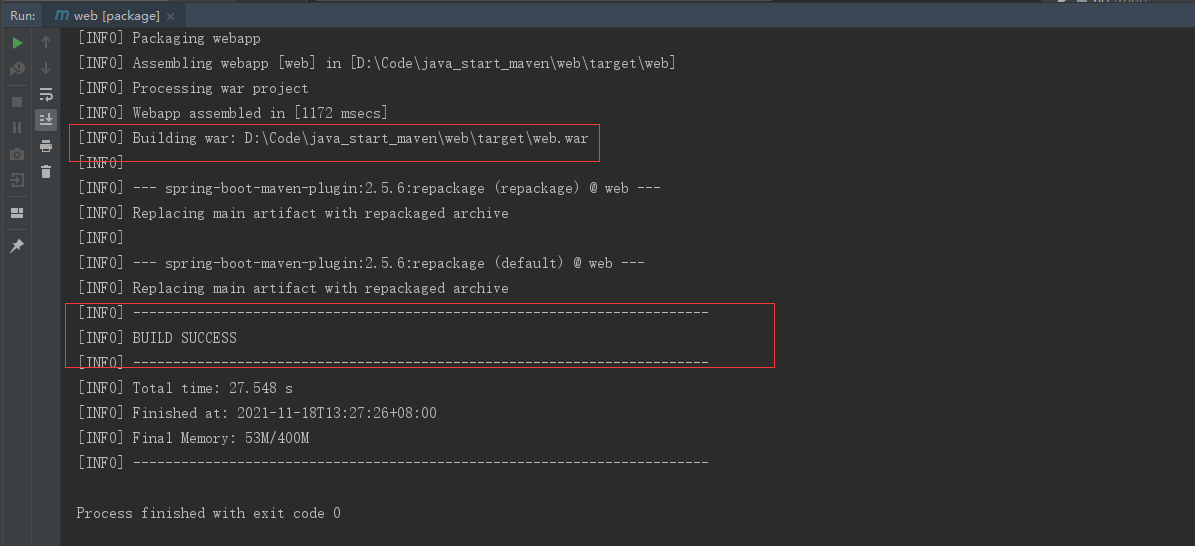 Run: web [package]
[INFO] Packaging webapp
[INFO] Assembling webapp [web] in [D:\Code\java_start_maven\web\target\web]
[INFO] Processing war project
[INFO] Webapp assembled in [1172 msecs]
[INFO] Building war: D:\Code\java_start_maven\web\target\web.war
[INFO]
[INFO] --- spring-boot-maven-plugin:2.5.6:repackage (repackage) @ web ---
[INFO] Replacing main artifact with repackaged archive
[INFO]
[INFO] --- spring-boot-maven-plugin:2.5.6:repackage (default) @ web ---
[INFO] Replacing main artifact with repackaged archive
[INFO] ------------------------------------------------------------------------
[INFO] BUILD SUCCESS
[INFO] ------------------------------------------------------------------------
[INFO] Total time: 27.548 s
[INFO] Finished at: 2021-11-18T13:27:26+08:00
[INFO] Final Memory: 53M/400M
[INFO] ------------------------------------------------------------------------
Process finished with exit code 0